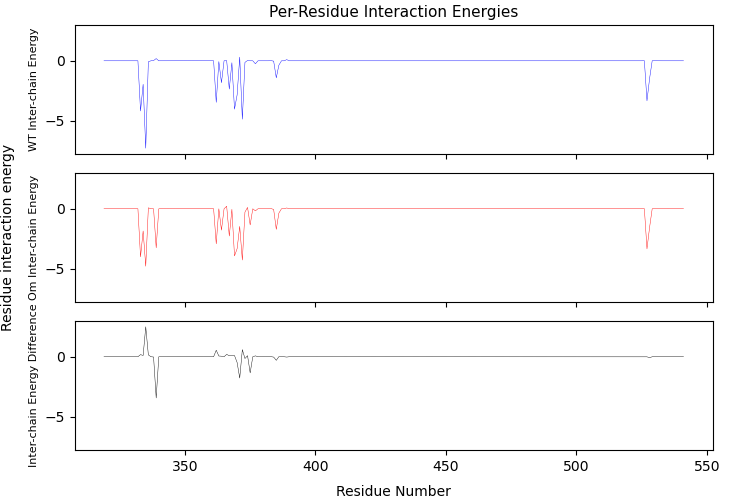 Per-Residue Interaction Energies
Residue interaction energy
WT Inter-chain Energy
0
−5
Om Inter-chain Energy
0
−5
Inter-chain Energy Difference
0
−5
350
400
450
500
550
Residue Number